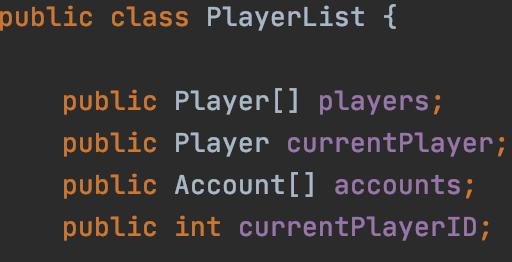 public class PlayerList {
public Player[] players;
public Player currentPlayer;
public Account[] accounts;
public int currentPlayerID;